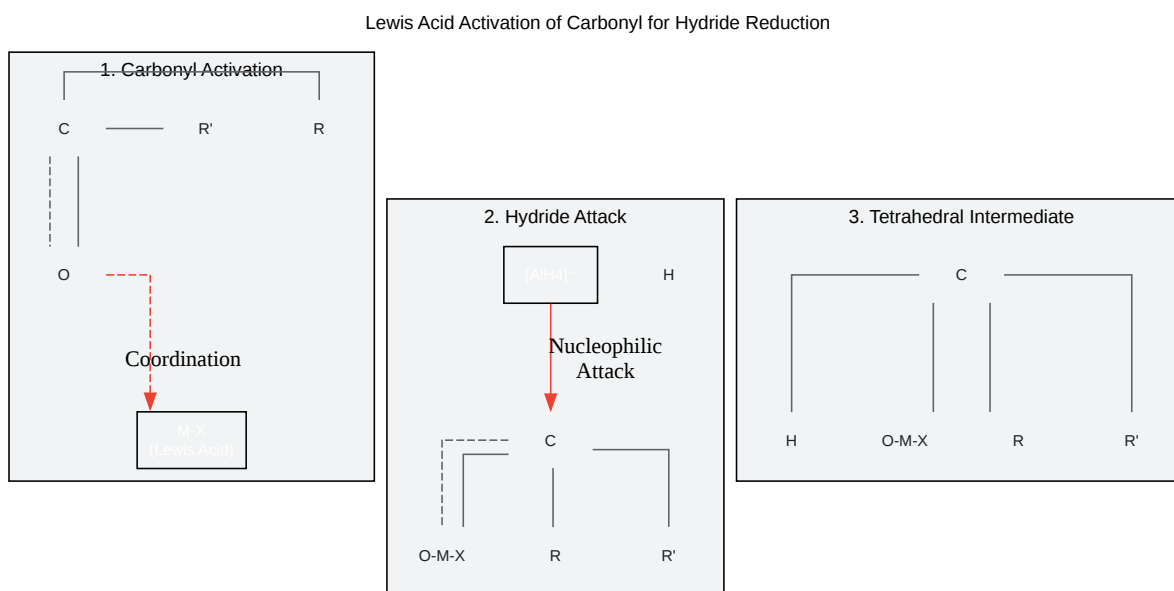 Lewis Acid Activation of Carbonyl for Hydride Reduction
1. Carbonyl Activation
C R' R
O
Coordination
M-X
(Lewis Acid)
2. Hydride Attack
[AlH4]⁻ H
Nucleophilic
Attack
C
O-M-X R R'
3. Tetrahedral Intermediate
C
H O-M-X R R'